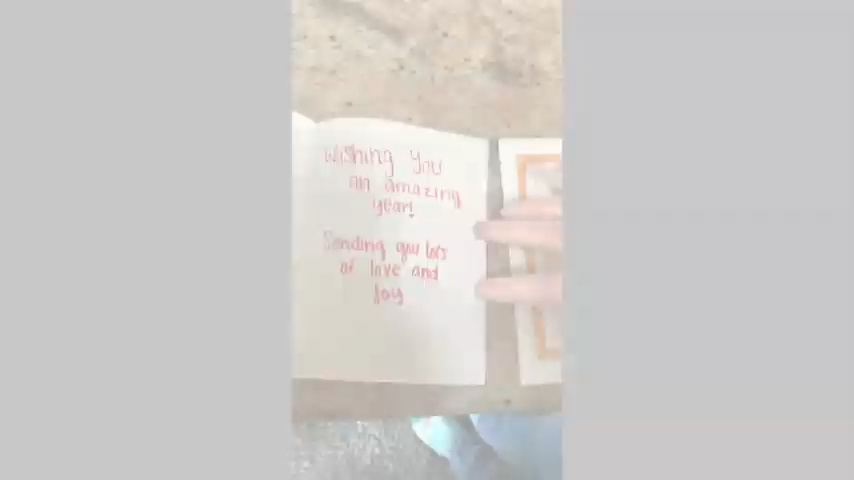 Wishing you
an amazing
year!
Sending you lots
of love and
joy